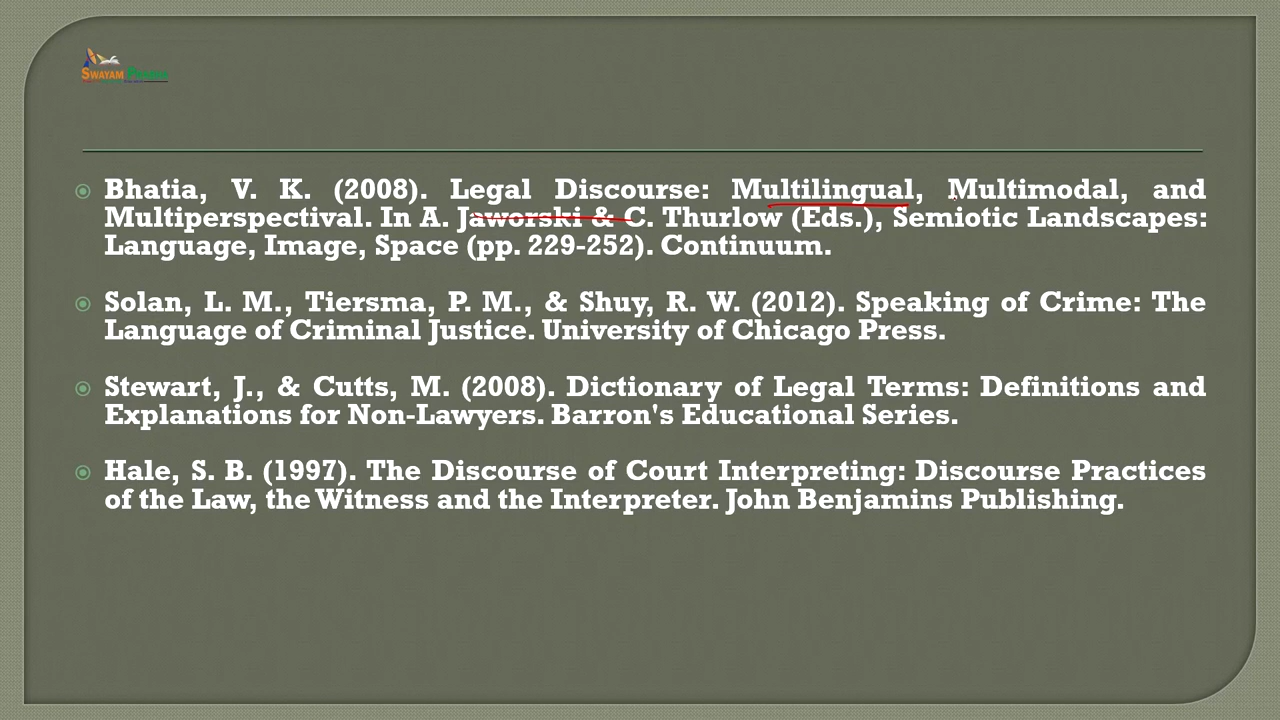 SWAYAM PRABHA
Bhatia, V. K. (2008). Legal Discourse: Multilingual, Multimodal, and
Multiperspectival. In A. Jaworski & C. Thurlow (Eds.), Semiotic Landscapes:
Language, Image, Space (pp. 229-252). Continuum.
Solan, L. M., Tiersma, P. M., & Shuy, R. W. (2012). Speaking of Crime: The
Language of Criminal Justice. University of Chicago Press.
Stewart, J., & Cutts, M. (2008). Dictionary of Legal Terms: Definitions and
Explanations for Non-Lawyers. Barron's Educational Series.
Hale, S. B. (1997). The Discourse of Court Interpreting: Discourse Practices
of the Law, the Witness and the Interpreter. John Benjamins Publishing.